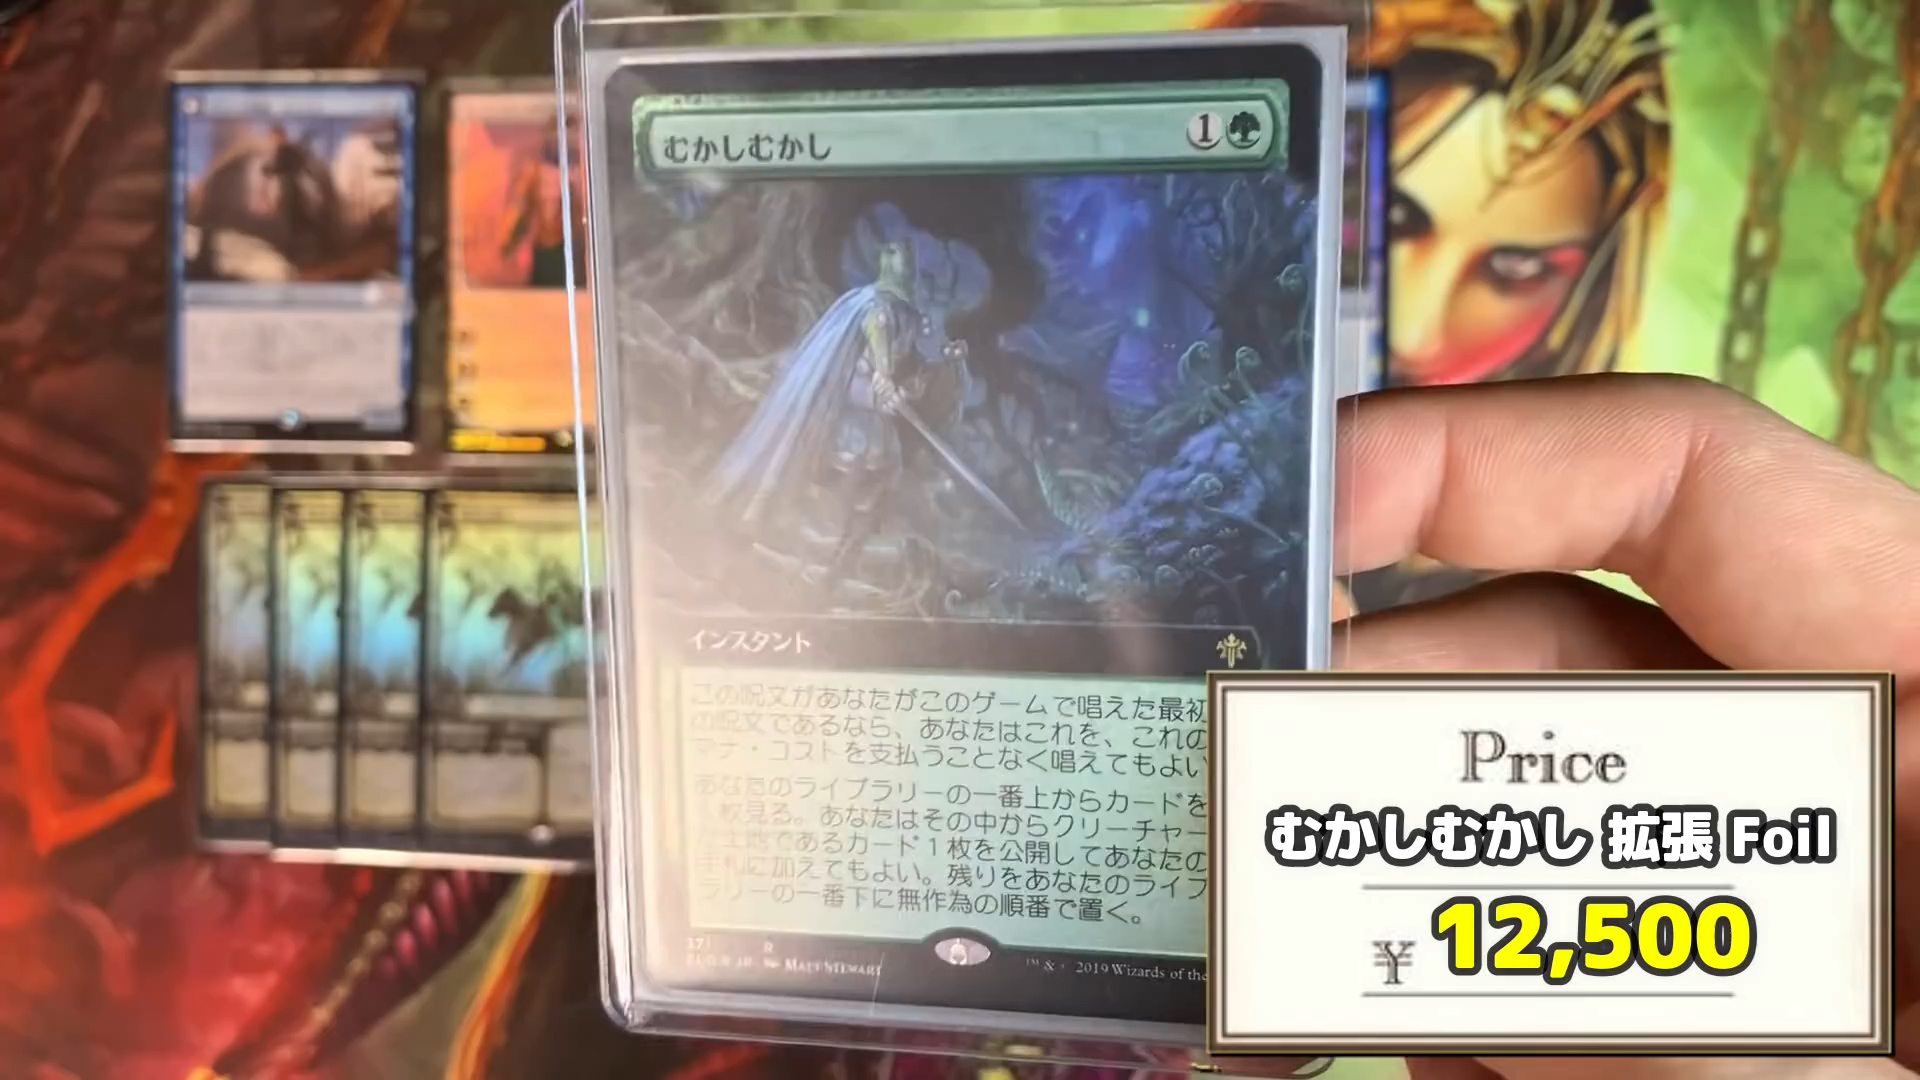 むかしむかし
1
インスタント
この呪文があなたがこのゲームで唱えた最初
の呪文であるなら、あなたはこれを、これの
マナ・コストを支払うことなく唱えてもよい
あなたのライブラリーの一番上からカードを
枚見る。あなたはその中からクリーチャー
土地であるカード1枚を公開してあなたの
手札に加えてもよい。残りをあなたのライブ
ラリーの一番下に無作為の順番で置く。
R
MATT STEWART
™ & 2019 Wizards of the
Price
むかしむかし 拡張 Foil
¥ 12,500